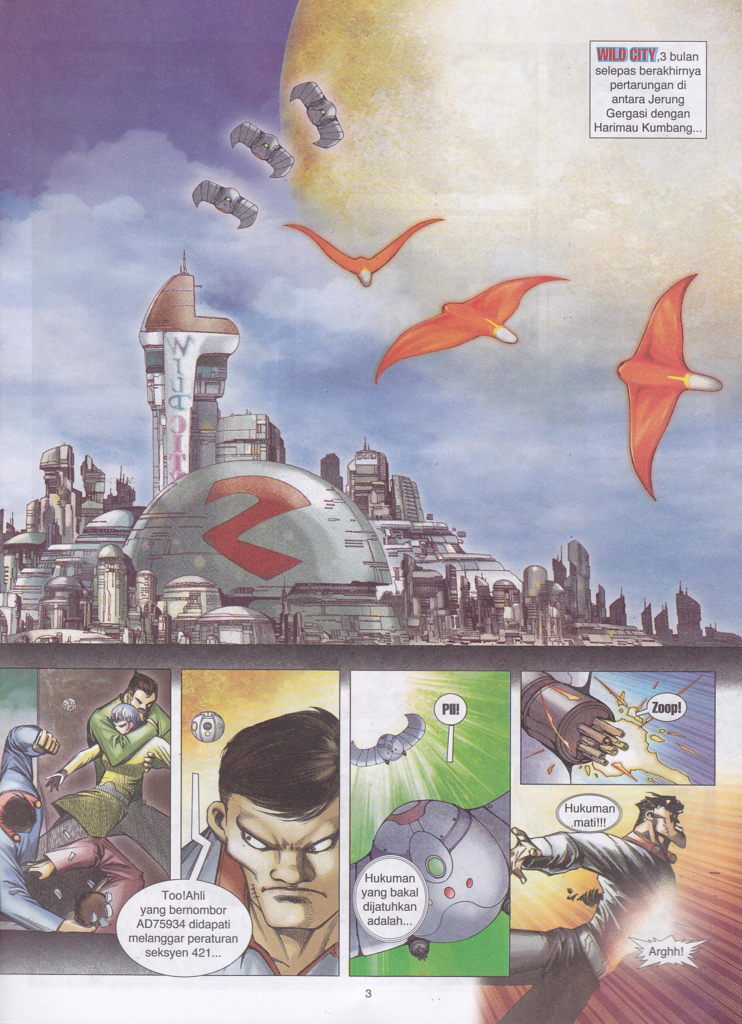 WILD CITY,3 bulan
selepas berakhirnya
pertarungan di
antara Jerung
Gergasi dengan
Harimau Kumbang...
WILD CITY
2
Too!Ahli
yang bernombor
AD75934 didapati
melanggar peraturan
seksyen 421...
PII!
Hukuman
yang bakal
dijatuhkan
adalah...
Zoop!
Hukuman
mati!!!
Arghh!
3